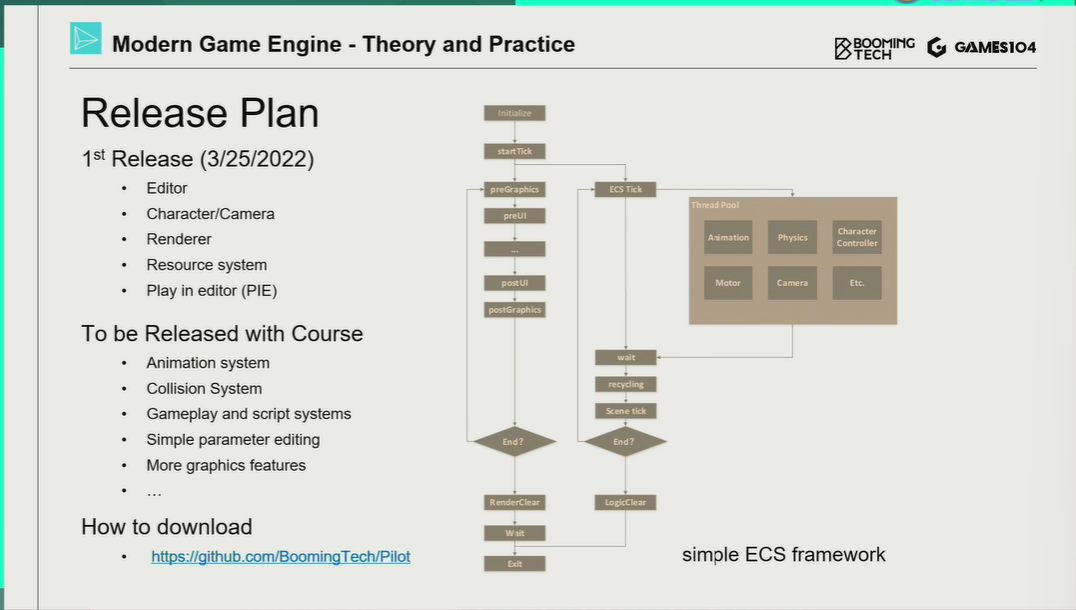 Modern Game Engine - Theory and Practice
BOOMING
TECH
GAMES104
Release Plan
1st Release (3/25/2022)
• Editor
• Character/Camera
• Renderer
• Resource system
• Play in editor (PIE)
To be Released with Course
• Animation system
• Collision System
• Gameplay and script systems
• Simple parameter editing
• More graphics features
• …
How to download
• https://github.com/BoomingTech/Pilot
Initialize
startTick
preGraphics
preUI
...
postUI
postGraphics
End?
RenderClear
Wait
Exit
ECS Tick
wait
recycling
Scene tick
End?
LogicClear
Thread Pool
Animation
Physics
Character
Controller
Motor
Camera
Etc.
simple ECS framework